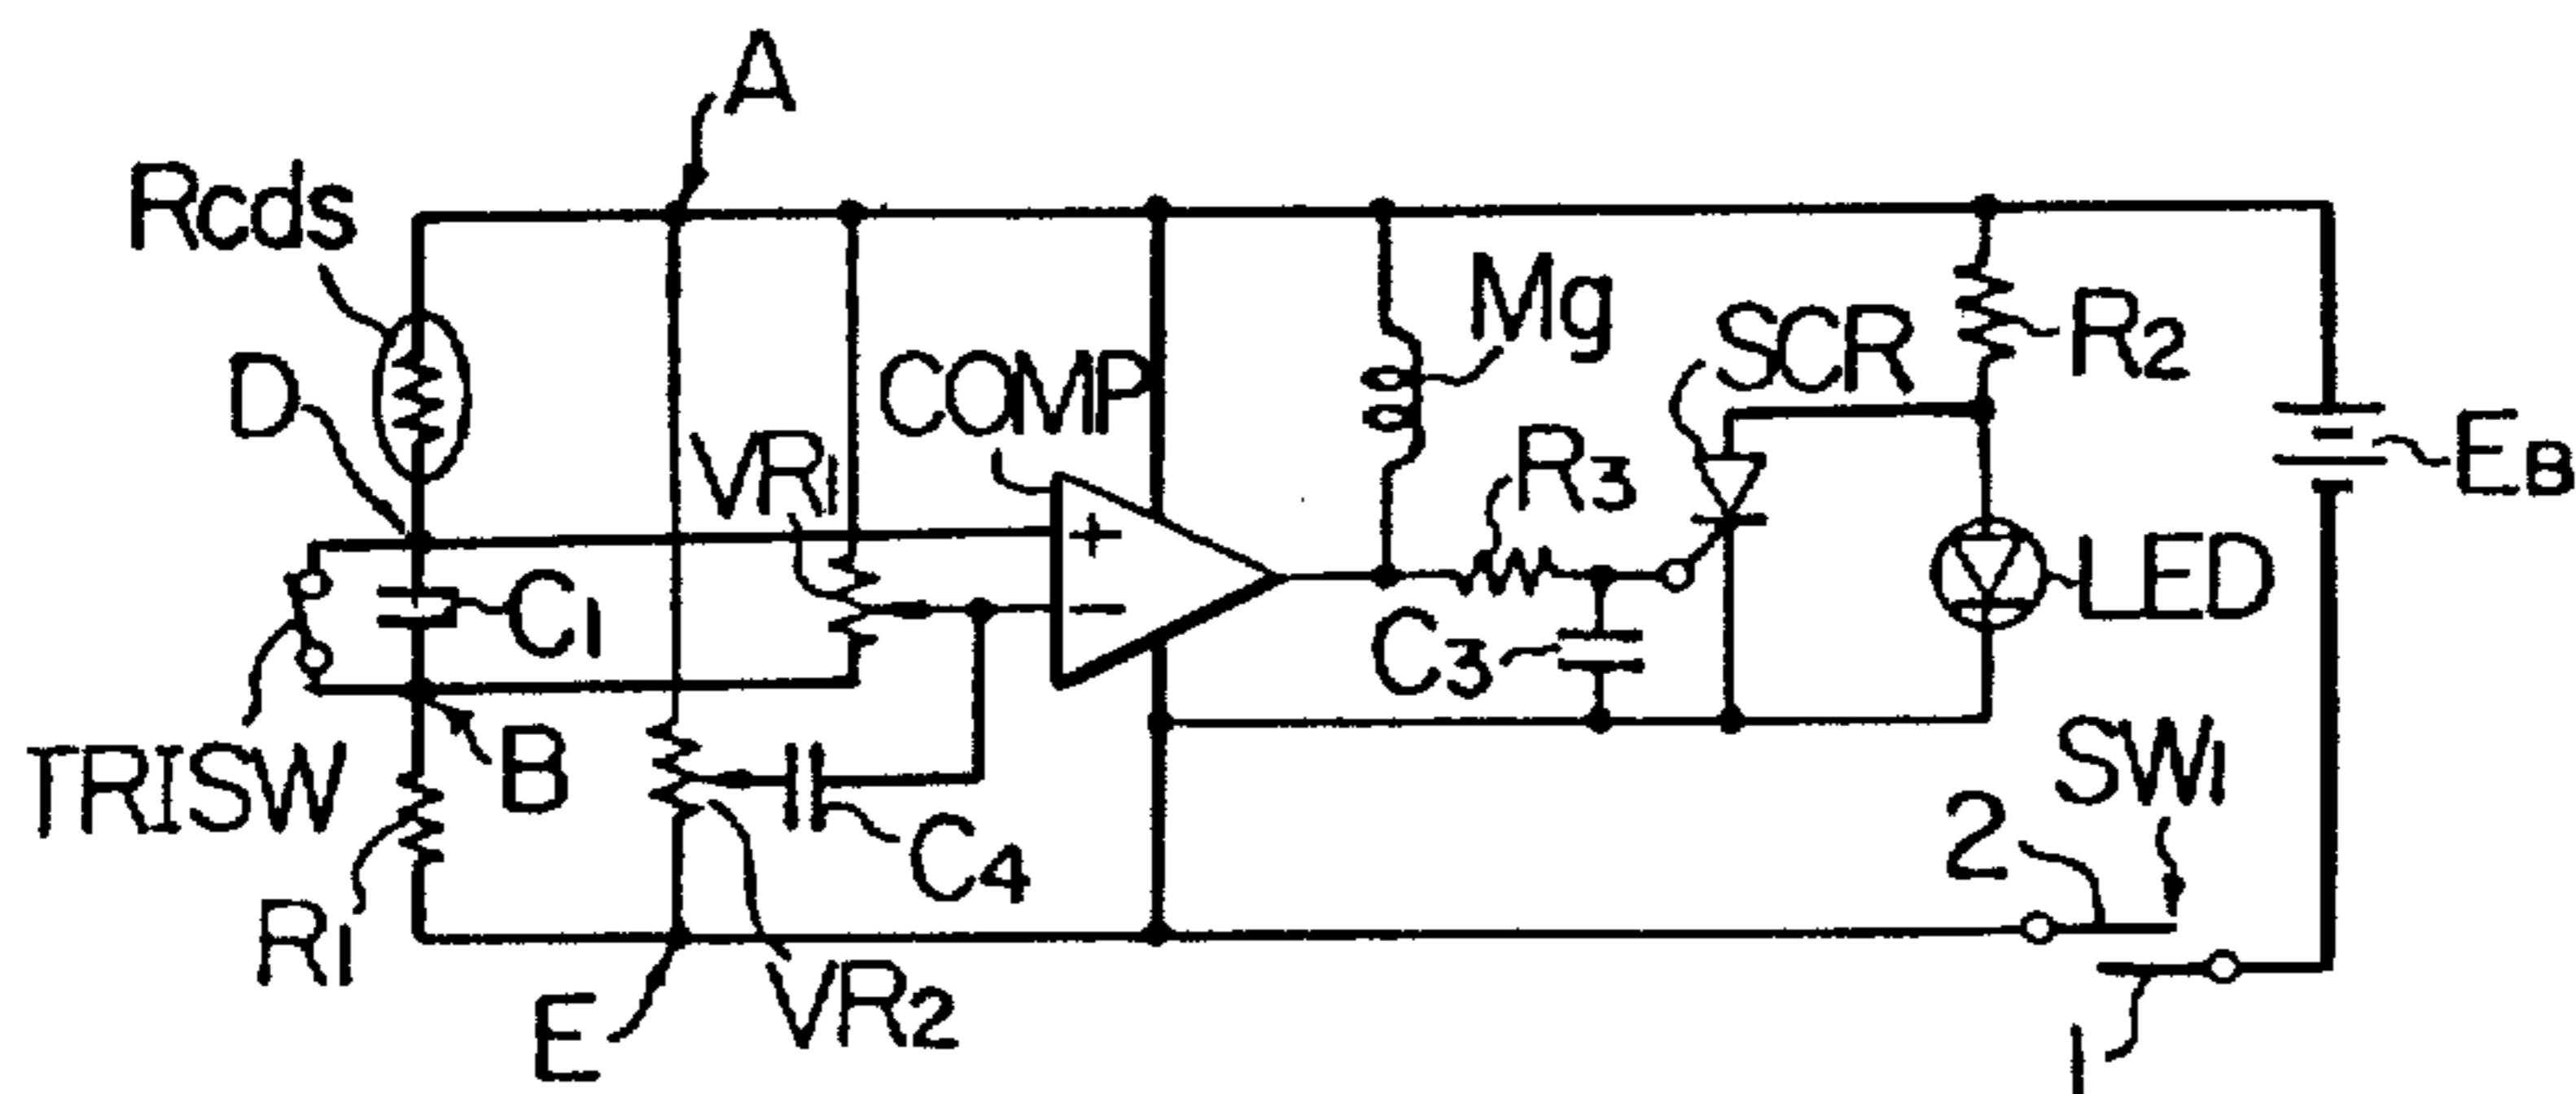 A
Rcds
Mg
SCR
R2
D
COMP
VR1
R3
EB
+
−
C1
LED
C3
TRISW
B
SW1
2
C4
R1
VR2
E
1